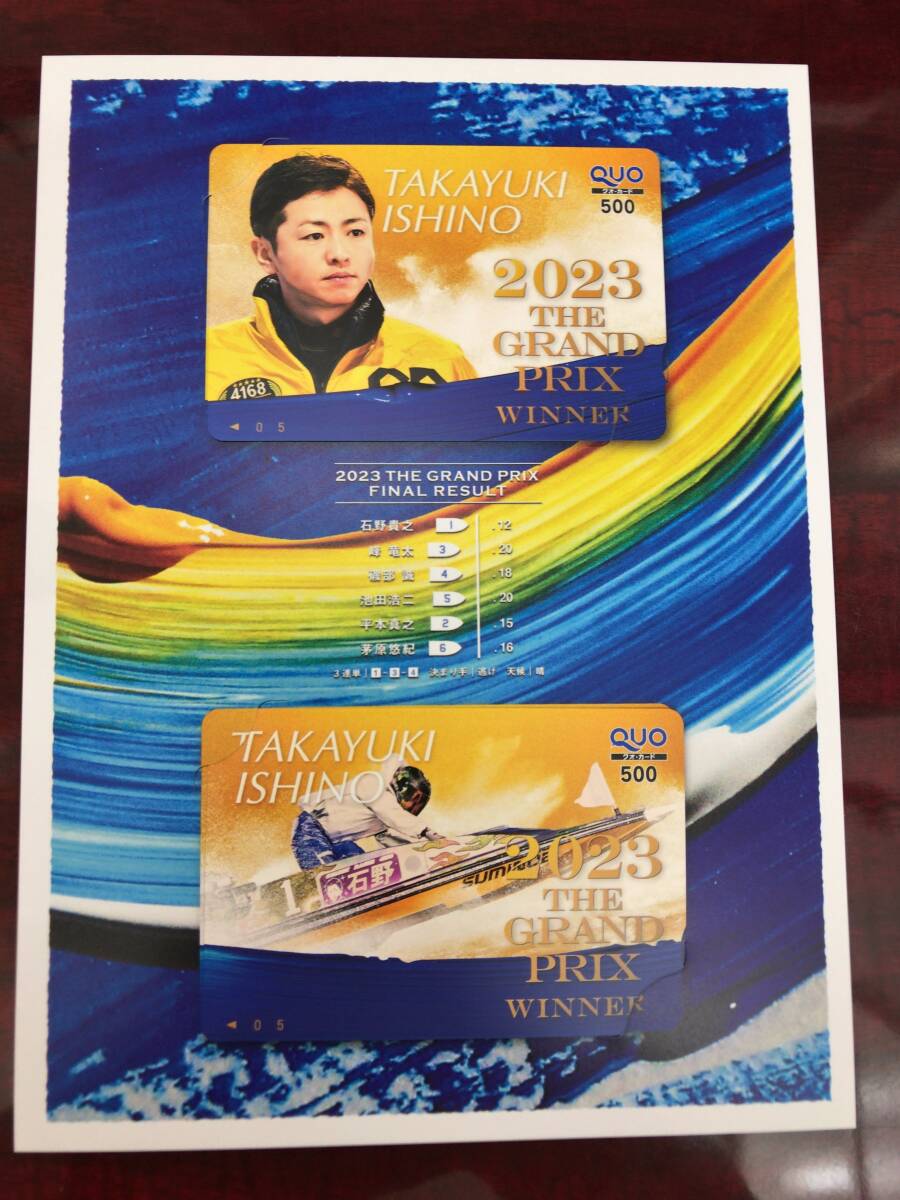 TAKAYUKI
ISHINO
QUO
クオ・カード
500
2023
THE
GRAND
PRIX
WINNER
4168
◀ 0 5
2023 THE GRAND PRIX
FINAL RESULT
石野貴之 1 .12
峰 竜太 3 .20
磯部 誠 4 .18
池田浩二 5 .20
平本真之 2 .15
茅原悠紀 6 .16
3連単 | 1-3-4 決まり手 | 逃げ 天候 | 晴
TAKAYUKI
ISHINO
QUO
クオ・カード
500
1 石野
2023
THE
GRAND
PRIX
WINNER
◀ 0 5